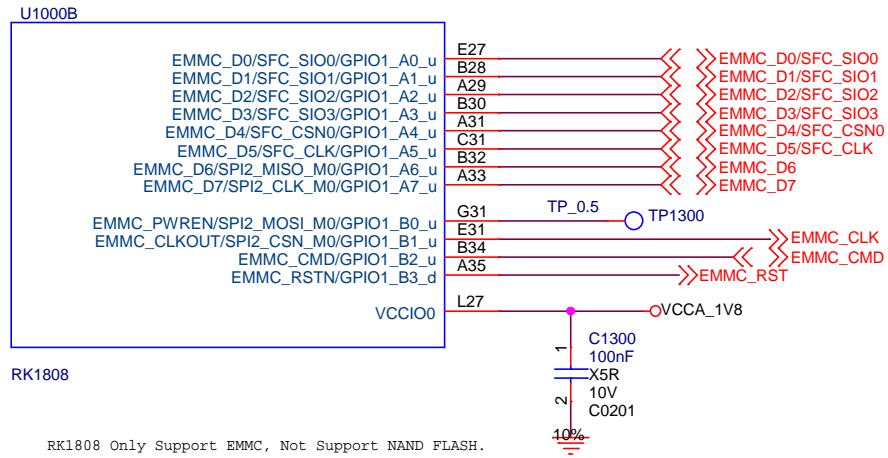 U1000B
EMMC_D0/SFC_SIO0/GPIO1_A0_u E27 EMMC_D0/SFC_SIO0
EMMC_D1/SFC_SIO1/GPIO1_A1_u B28 EMMC_D1/SFC_SIO1
EMMC_D2/SFC_SIO2/GPIO1_A2_u A29 EMMC_D2/SFC_SIO2
EMMC_D3/SFC_SIO3/GPIO1_A3_u B30 EMMC_D3/SFC_SIO3
EMMC_D4/SFC_CSN0/GPIO1_A4_u A31 EMMC_D4/SFC_CSN0
EMMC_D5/SFC_CLK/GPIO1_A5_u C31 EMMC_D5/SFC_CLK
EMMC_D6/SPI2_MISO_M0/GPIO1_A6_u B32 EMMC_D6
EMMC_D7/SPI2_CLK_M0/GPIO1_A7_u A33 EMMC_D7
EMMC_PWREN/SPI2_MOSI_M0/GPIO1_B0_u G31 TP_0.5 TP1300
EMMC_CLKOUT/SPI2_CSN_M0/GPIO1_B1_u E31 EMMC_CLK
EMMC_CMD/GPIO1_B2_u B34 EMMC_CMD
EMMC_RSTN/GPIO1_B3_d A35 EMMC_RST
VCCIO0 L27 VCCA_1V8
1 C1300
100nF
X5R
10V
2 C0201
10%
RK1808
RK1808 Only Support EMMC, Not Support NAND FLASH.